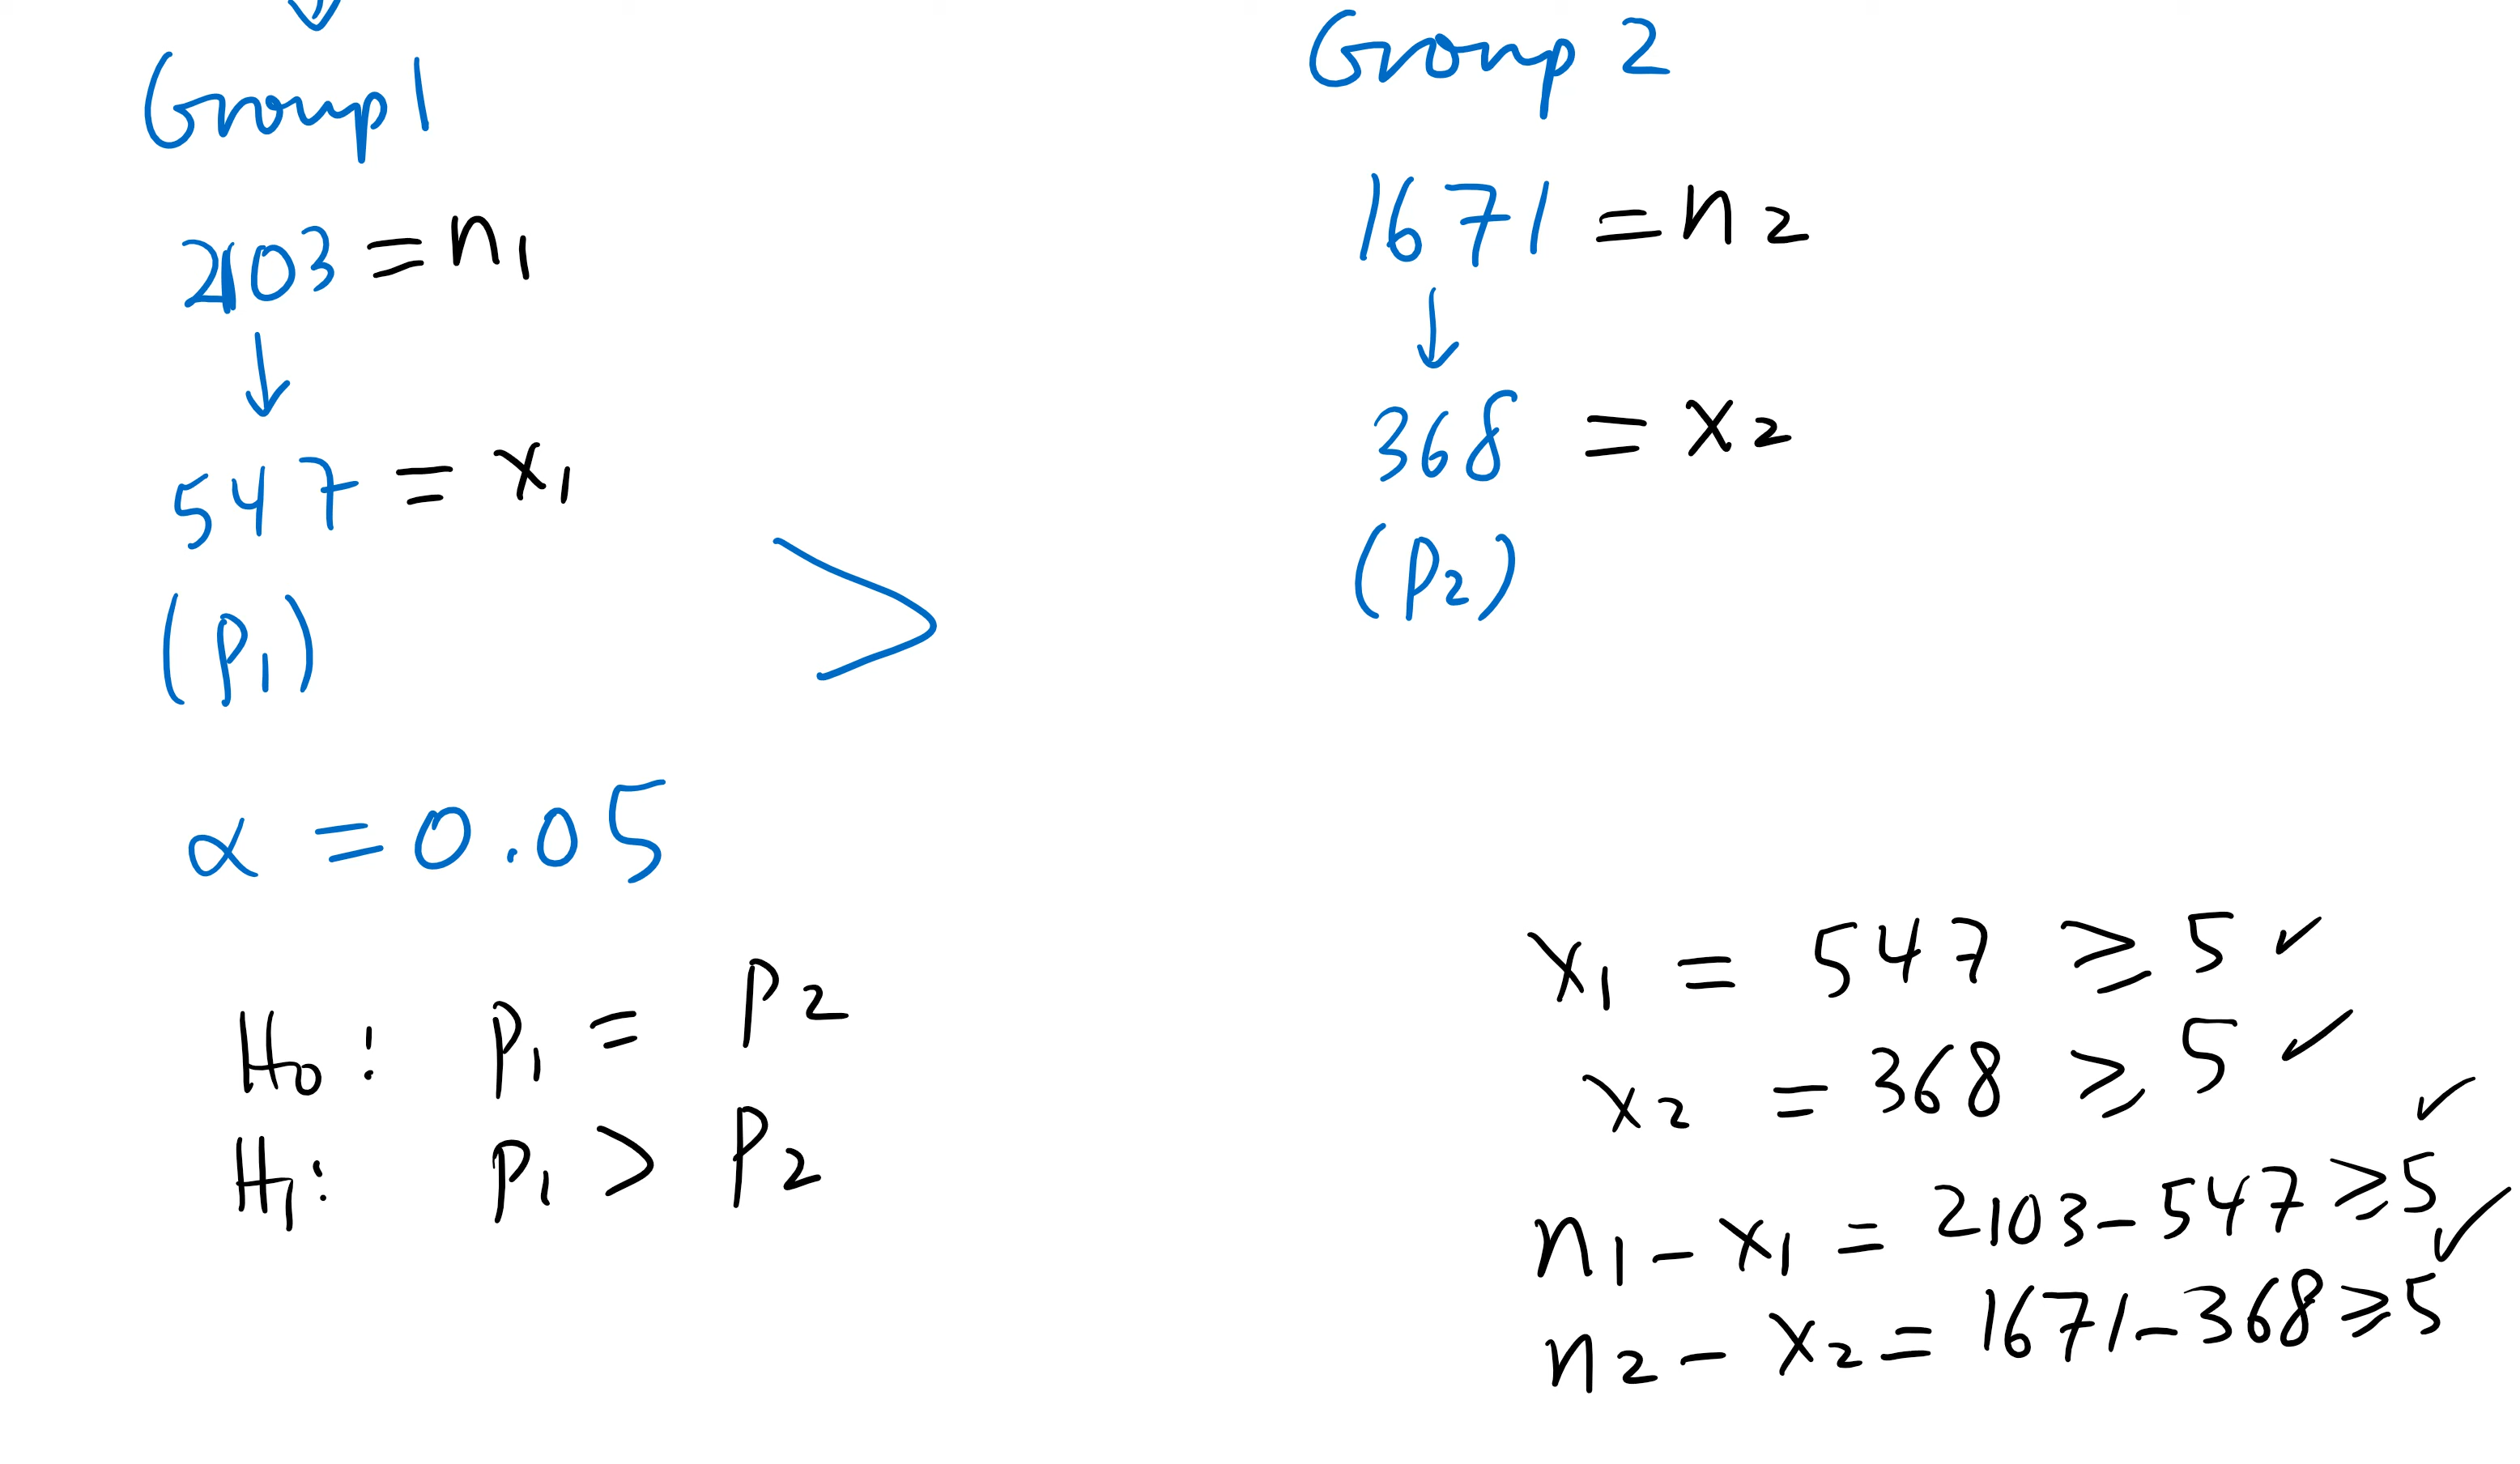 Group 1
2103 = n₁
↓
547 = x₁
(p₁)
>
Group 2
1671 = n₂
↓
368 = x₂
(p₂)
α = 0.05
H₀ : p₁ = p₂
H₁ : p₁ > p₂
x₁ = 547 ≥ 5 ✓
x₂ = 368 ≥ 5 ✓
n₁ - x₁ = 2103 - 547 ≥ 5 ✓
n₂ - x₂ = 1671 - 368 ≥ 5 ✓